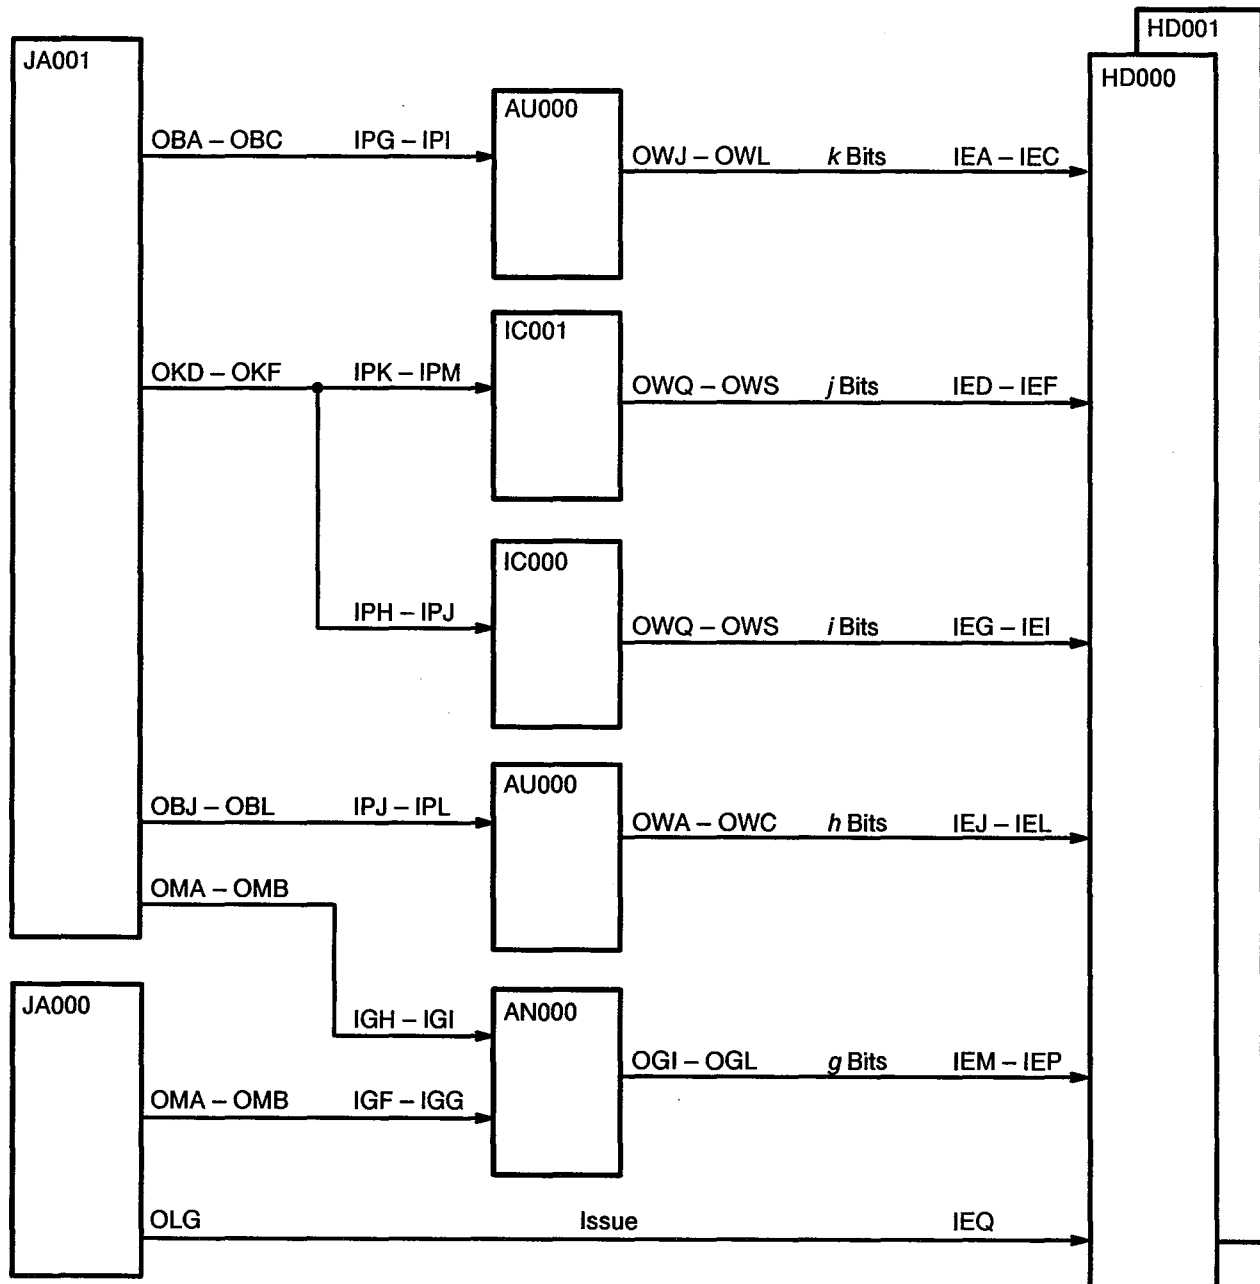 HD001
JA001
HD000
AU000
OBA – OBC IPG – IPI
OWJ – OWL k Bits IEA – IEC
IC001
OKD – OKF IPK – IPM
OWQ – OWS j Bits IED – IEF
IC000
IPH – IPJ
OWQ – OWS i Bits IEG – IEI
AU000
OBJ – OBL IPJ – IPL
OWA – OWC h Bits IEJ – IEL
OMA – OMB
JA000
AN000
IGH – IGI
OGI – OGL g Bits IEM – IEP
OMA – OMB IGF – IGG
OLG Issue IEQ